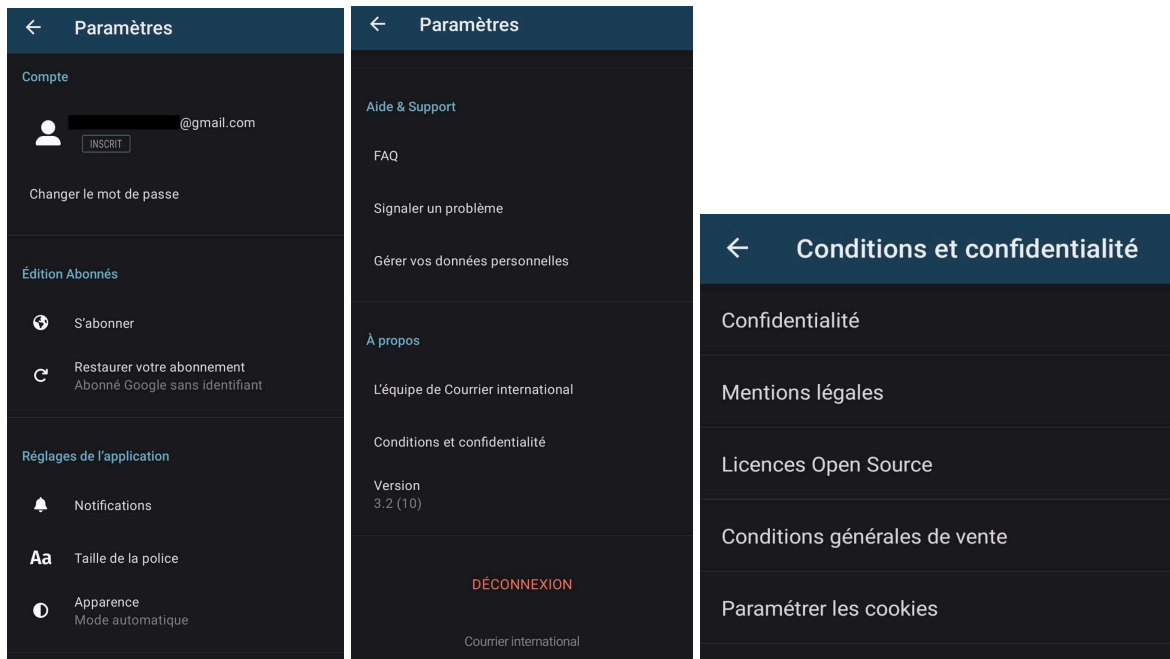 Paramètres
Compte
@gmail.com
INSCRIT
Changer le mot de passe
Édition Abonnés
S'abonner
Restaurer votre abonnement
Abonné Google sans identifiant
Réglages de l'application
Notifications
Aa Taille de la police
Apparence
Mode automatique
Paramètres
Aide & Support
FAQ
Signaler un problème
Gérer vos données personnelles
À propos
L'équipe de Courrier international
Conditions et confidentialité
Version
3.2 (10)
DÉCONNEXION
Courrier international
Conditions et confidentialité
Confidentialité
Mentions légales
Licences Open Source
Conditions générales de vente
Paramétrer les cookies